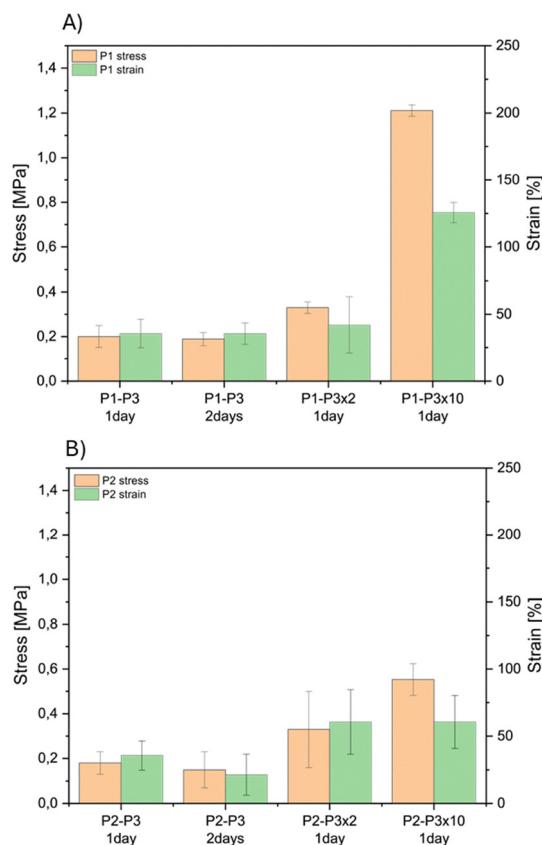 A)
P1 stress
P1 strain
Stress [MPa]
1,4
1,2
1,0
0,8
0,6
0,4
0,2
0,0
250
200
150
100
50
0
Strain [%]
P1-P3 P1-P3 P1-P3x2 P1-P3x10
1day 2days 1day 1day
B)
P2 stress
P2 strain
Stress [MPa]
1,4
1,2
1,0
0,8
0,6
0,4
0,2
0,0
250
200
150
100
50
0
Strain [%]
P2-P3 P2-P3 P2-P3x2 P2-P3x10
1day 2days 1day 1day